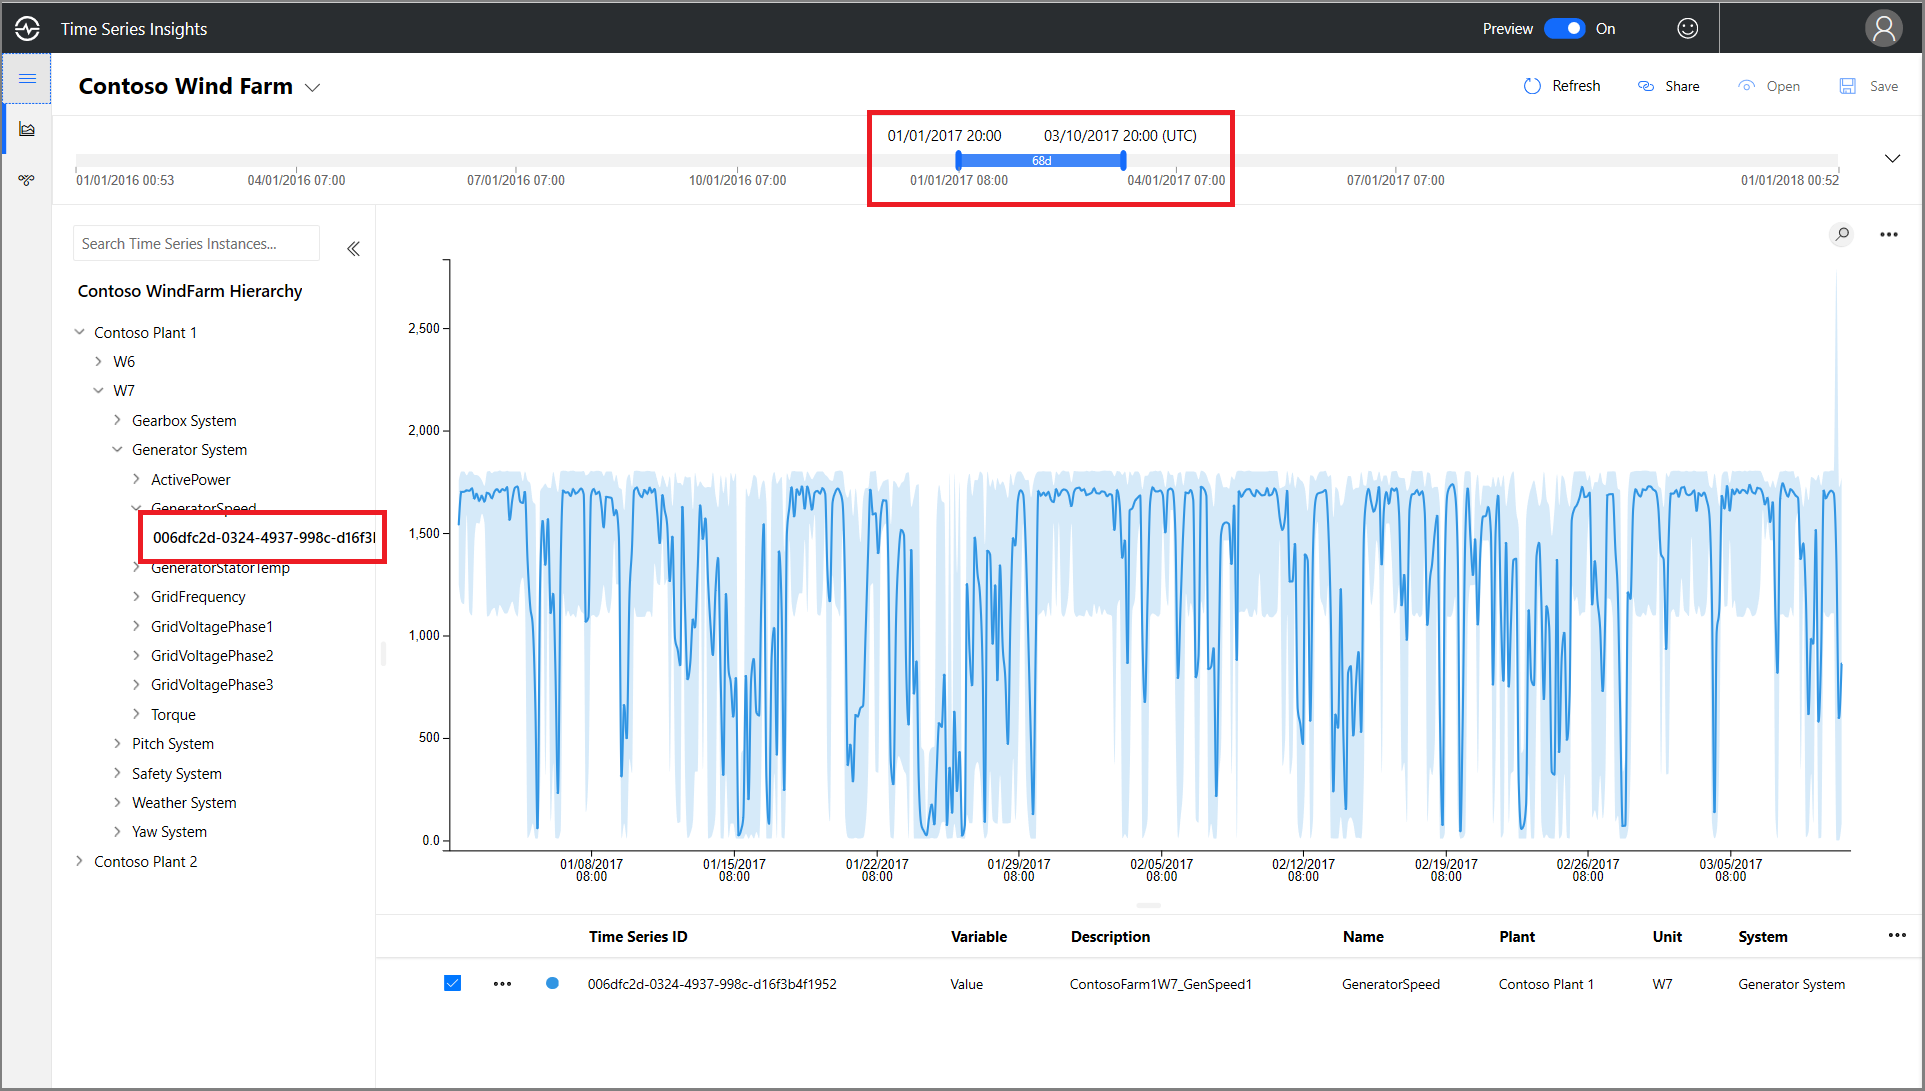 Time Series Insights
Preview On
Contoso Wind Farm
Refresh Share Open Save
01/01/2017 20:00 03/10/2017 20:00 (UTC)
68d
01/01/2016 00:53 04/01/2016 07:00 07/01/2016 07:00 10/01/2016 07:00 01/01/2017 08:00 04/01/2017 07:00 07/01/2017 07:00 01/01/2018 00:52
Search Time Series Instances...
Contoso WindFarm Hierarchy
Contoso Plant 1
W6
W7
Gearbox System
Generator System
ActivePower
GeneratorSpeed
006dfc2d-0324-4937-998c-d16f3
GeneratorStatorTemp
GridFrequency
GridVoltagePhase1
GridVoltagePhase2
GridVoltagePhase3
Torque
Pitch System
Safety System
Weather System
Yaw System
Contoso Plant 2
2,500
2,000
1,500
1,000
500
0.0
01/08/2017 01/15/2017 01/22/2017 01/29/2017 02/05/2017 02/12/2017 02/19/2017 02/26/2017 03/05/2017
08:00 08:00 08:00 08:00 08:00 08:00 08:00 08:00 08:00
Time Series ID Variable Description Name Plant Unit System
006dfc2d-0324-4937-998c-d16f3b4f1952 Value ContosoFarm1W7_GenSpeed1 GeneratorSpeed Contoso Plant 1 W7 Generator System